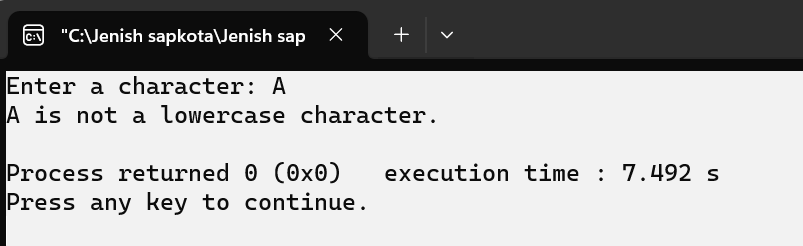 "C:\Jenish sapkota\Jenish sap
Enter a character: A
A is not a lowercase character.
Process returned 0 (0x0)   execution time : 7.492 s
Press any key to continue.